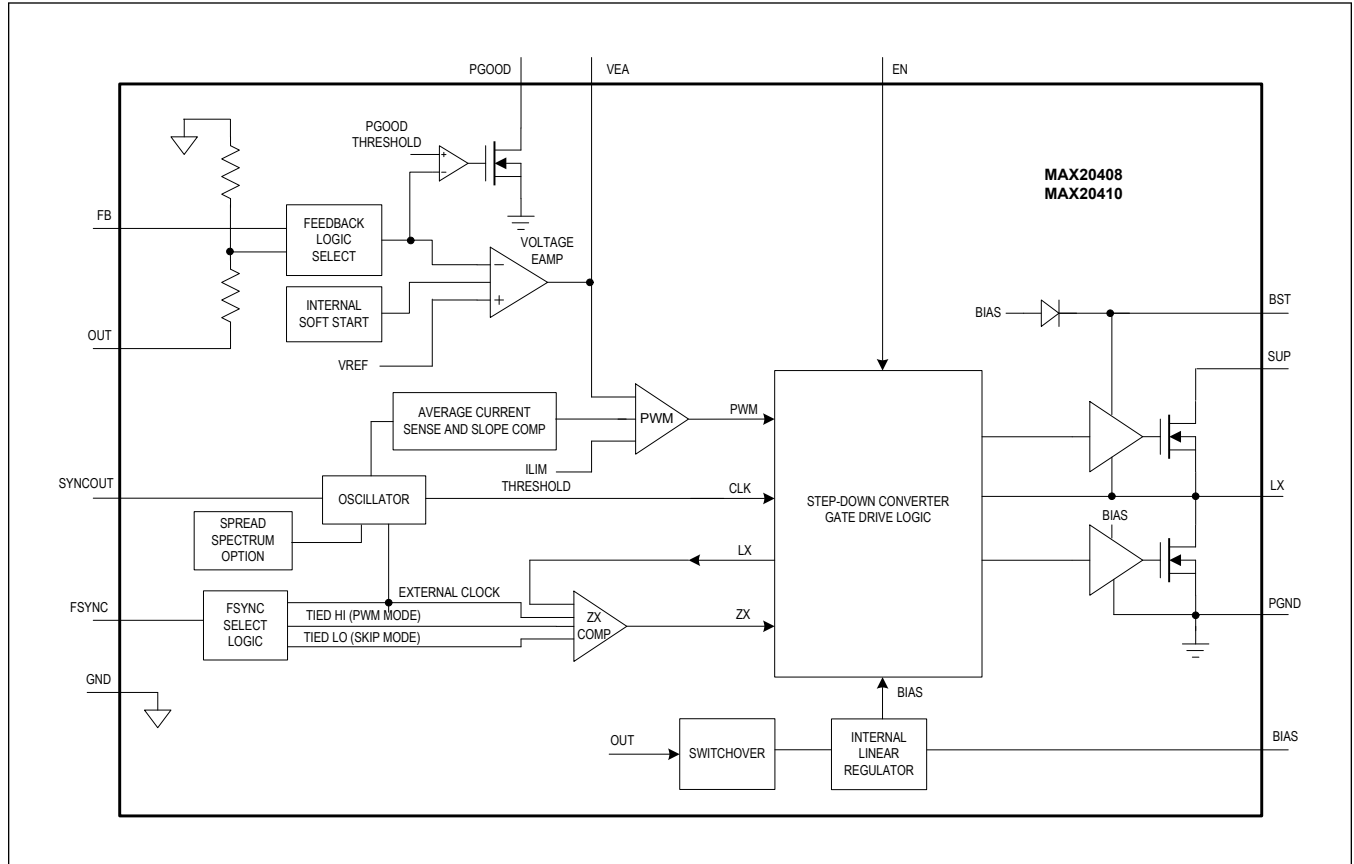 PGOOD
VEA
EN
PGOOD
THRESHOLD
+
−
MAX20408
MAX20410
FB
FEEDBACK
LOGIC
SELECT
VOLTAGE
EAMP
−
+
INTERNAL
SOFT START
BIAS
BST
OUT
VREF
SUP
AVERAGE CURRENT
SENSE AND SLOPE COMP
PWM
PWM
ILIM
THRESHOLD
SYNCOUT
OSCILLATOR
CLK
STEP-DOWN CONVERTER
GATE DRIVE LOGIC
LX
SPREAD
SPECTRUM
OPTION
BIAS
LX
FSYNC
FSYNC
SELECT
LOGIC
EXTERNAL CLOCK
TIED HI (PWM MODE)
TIED LO (SKIP MODE)
ZX
COMP
ZX
PGND
GND
BIAS
OUT
SWITCHOVER
INTERNAL
LINEAR
REGULATOR
BIAS